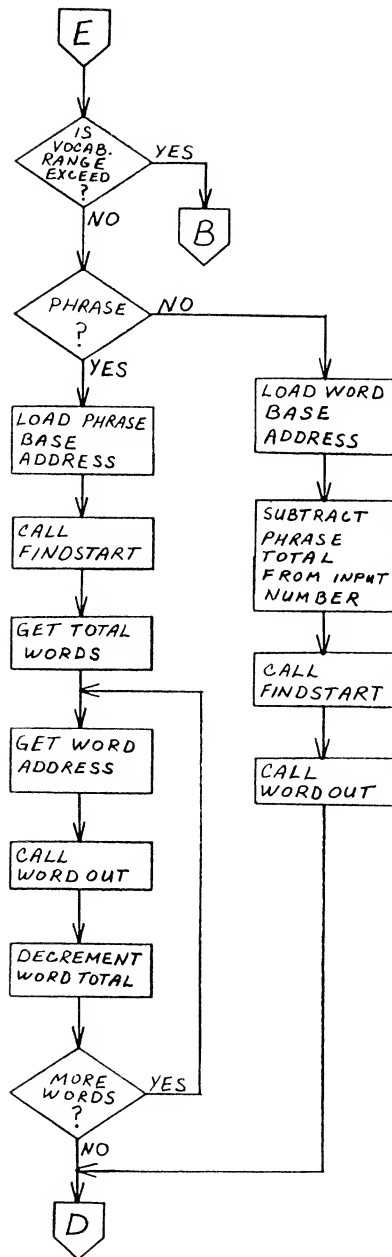 E
IS
VOCAB.
RANGE
EXCEED
?
YES
B
NO
PHRASE
?
NO
YES
LOAD PHRASE
BASE
ADDRESS
CALL
FINDSTART
GET TOTAL
WORDS
GET WORD
ADDRESS
CALL
WORD OUT
DECREMENT
WORD TOTAL
MORE
WORDS
?
YES
NO
LOAD WORD
BASE
ADDRESS
SUBTRACT
PHRASE
TOTAL
FROM INPUT
NUMBER
CALL
FINDSTART
CALL
WORD OUT
D